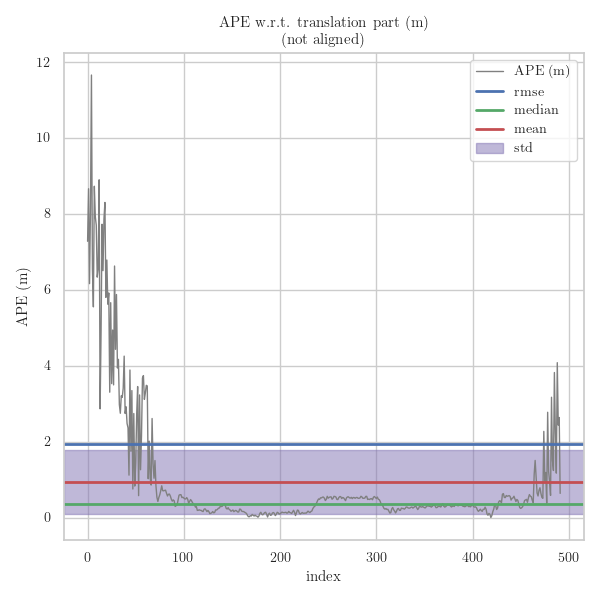 APE w.r.t. translation part (m)
(not aligned)
APE (m)
rmse
median
mean
std
12
10
8
6
4
2
0
APE (m)
0
100
200
300
400
500
index